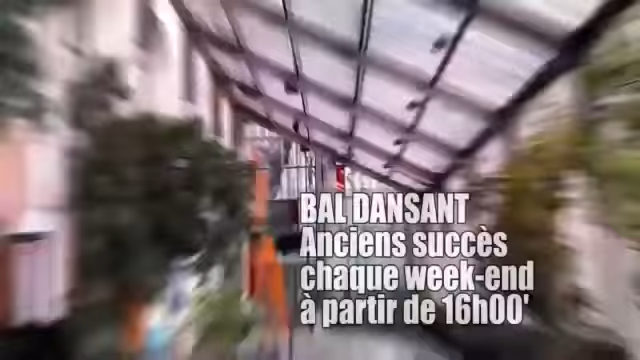 BAL DANSANT
Anciens succès
chaque week-end
à partir de 16h00'